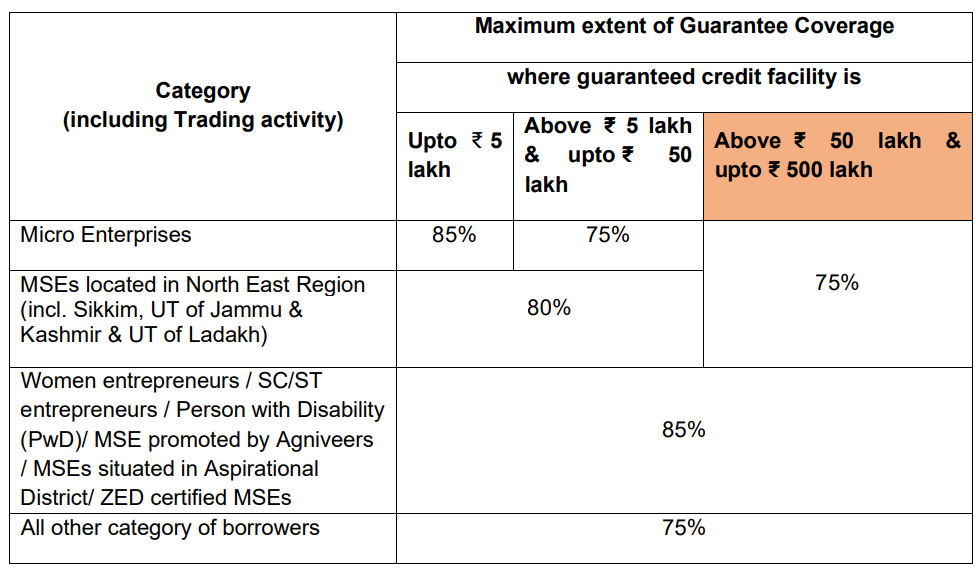 Maximum extent of Guarantee Coverage
where guaranteed credit facility is
Category
(including Trading activity)
Upto ₹ 5
lakh
Above ₹ 5 lakh
& upto ₹ 50
lakh
Above ₹ 50 lakh &
upto ₹ 500 lakh
Micro Enterprises
85%
75%
75%
MSEs located in North East Region
(incl. Sikkim, UT of Jammu &
Kashmir & UT of Ladakh)
80%
Women entrepreneurs / SC/ST
entrepreneurs / Person with Disability
(PwD)/ MSE promoted by Agniveers
/ MSEs situated in Aspirational
District/ ZED certified MSEs
85%
All other category of borrowers
75%